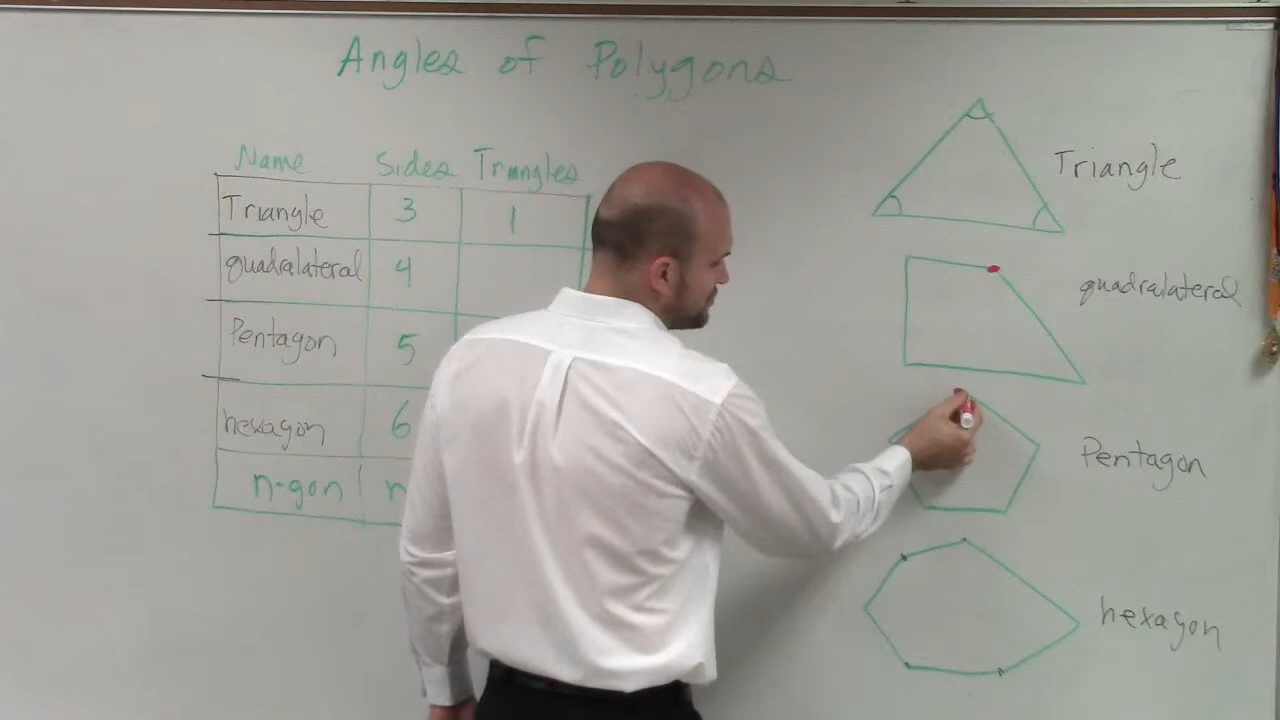 Angles of Polygons
Name Sides Triangles
Triangle 3 1
quadralateral 4
Pentagon 5
hexagon 6
n-gon n
Triangle
quadralateral
Pentagon
hexagon